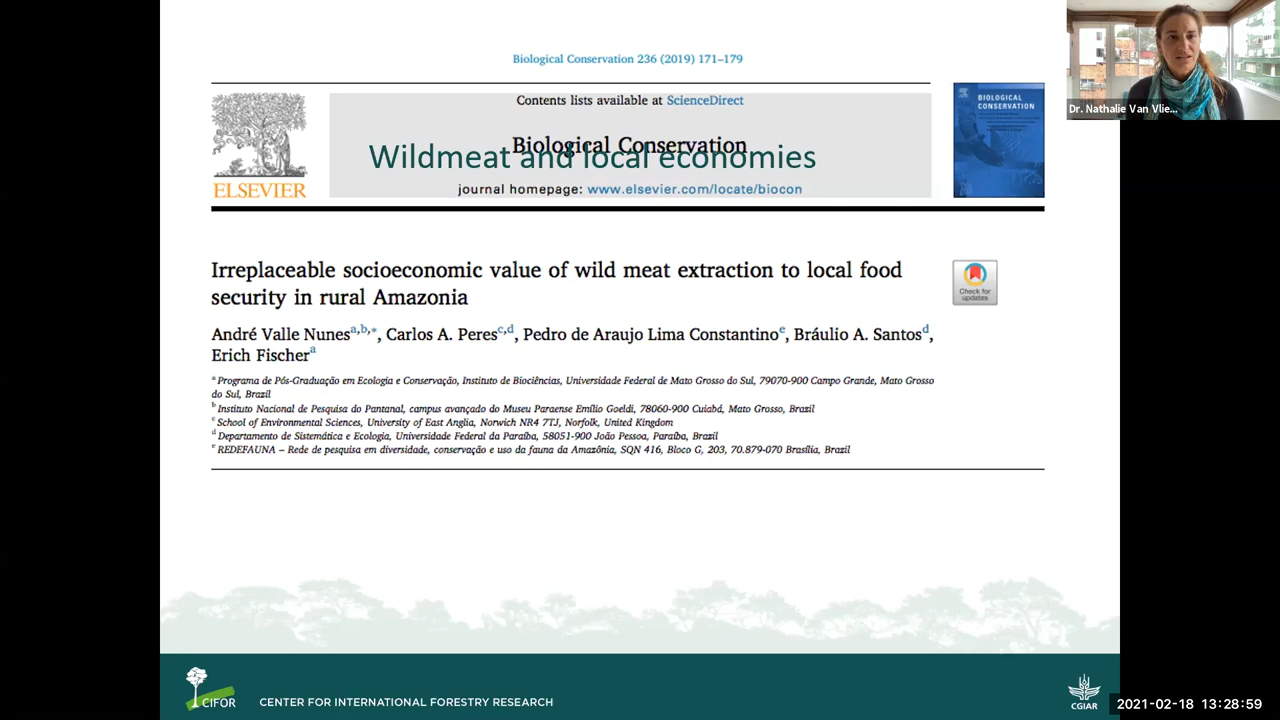 Biological Conservation 236 (2019) 171–179
Contents lists available at ScienceDirect
Biological Conservation
Wildmeat and local economies
journal homepage: www.elsevier.com/locate/biocon
ELSEVIER
BIOLOGICAL
CONSERVATION
Irreplaceable socioeconomic value of wild meat extraction to local food
security in rural Amazonia
Check for
updates
André Valle Nunesa,b,*, Carlos A. Peresc,d, Pedro de Araujo Lima Constantinoe, Bráulio A. Santosd,
Erich Fischera
a Programa de Pós-Graduação em Ecologia e Conservação, Instituto de Biociências, Universidade Federal de Mato Grosso do Sul, 79070-900 Campo Grande, Mato Grosso
do Sul, Brazil
b Instituto Nacional de Pesquisa do Pantanal, campus avançado do Museu Paraense Emílio Goeldi, 78060-900 Cuiabá, Mato Grosso, Brazil
c School of Environmental Sciences, University of East Anglia, Norwich NR4 7TJ, Norfolk, United Kingdom
d Departamento de Sistemática e Ecologia, Universidade Federal da Paraíba, 58051-900 João Pessoa, Paraíba, Brazil
e REDEFAUNA – Rede de pesquisa em diversidade, conservação e uso da fauna da Amazônia, SQN 416, Bloco G, 203, 70.879-070 Brasília, Brazil
Dr. Nathalie Van Vlie...
CIFOR
CENTER FOR INTERNATIONAL FORESTRY RESEARCH
CGIAR
2021-02-18 13:28:59